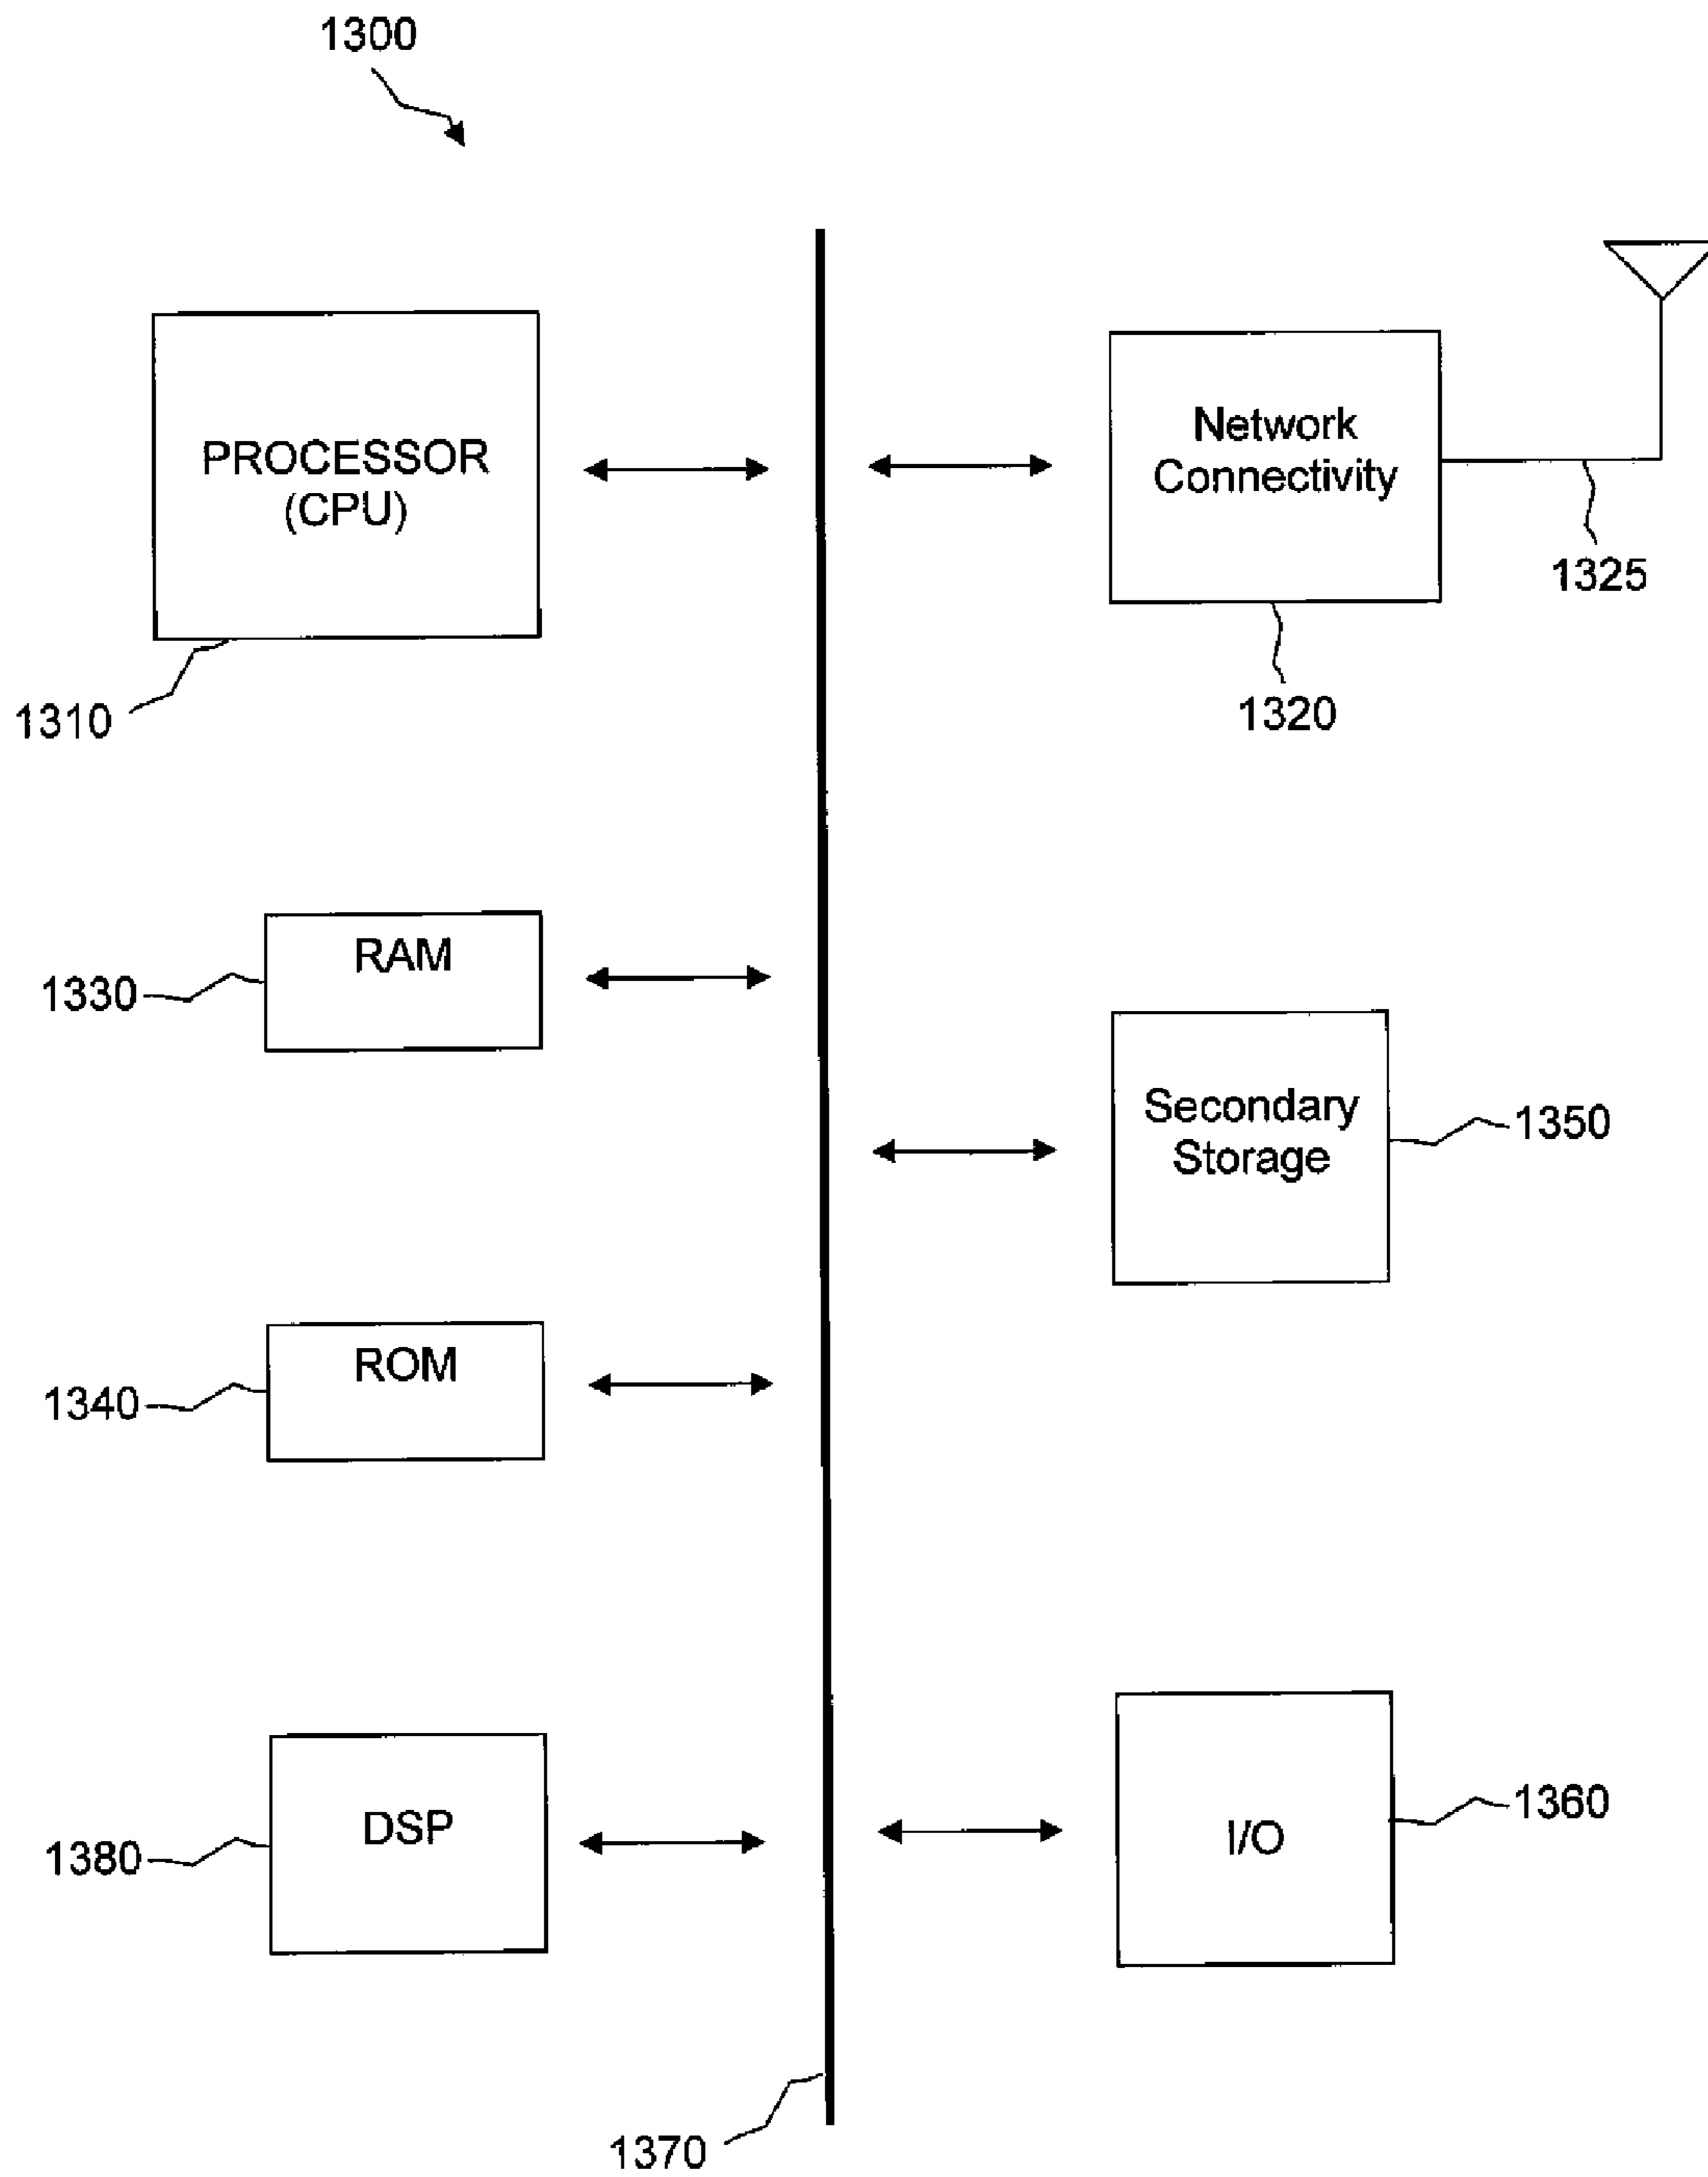 1300
PROCESSOR
(CPU)
1310
Network
Connectivity
1325
1320
RAM
1330
Secondary
Storage
1350
ROM
1340
DSP
1380
I/O
1360
1370